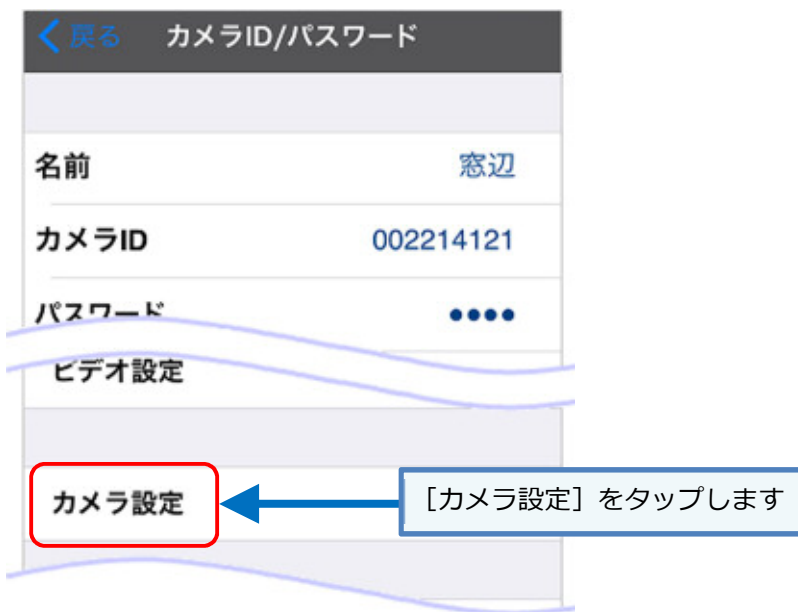 戻る カメラID/パスワード
名前 窓辺
カメラID 002214121
パスワード ••••
ビデオ設定
カメラ設定
［カメラ設定］をタップします